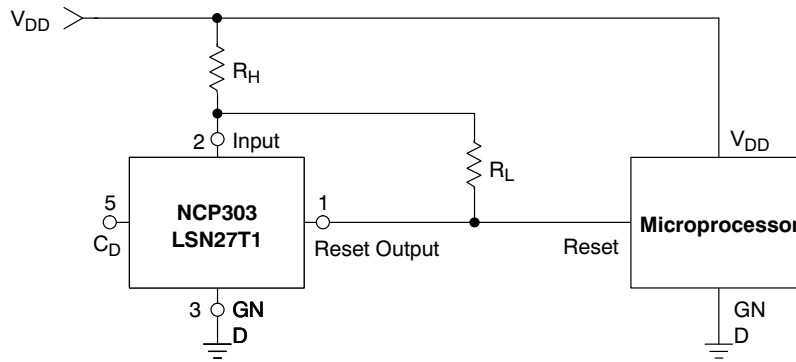 VDD
RH
2 Input
VDD
RL
NCP303
LSN27T1
5
CD
1
Reset Output
Reset
Microprocessor
3 GN
D
GN
D